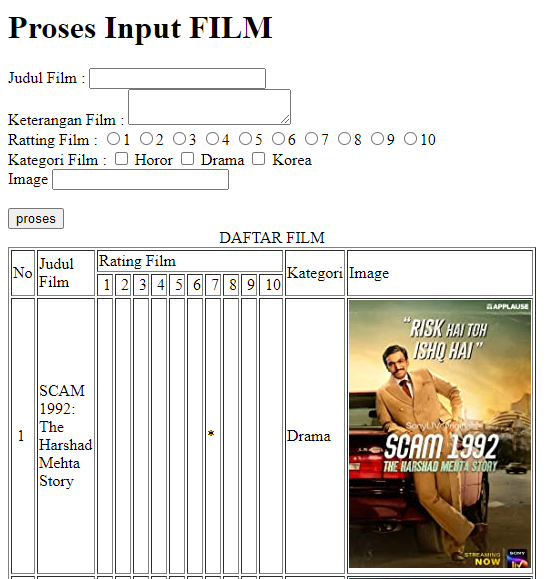 Proses Input FILM
Judul Film :
Keterangan Film :
Ratting Film : 1 2 3 4 5 6 7 8 9 10
Kategori Film : Horor Drama Korea
Image
proses
DAFTAR FILM
No Judul Film Rating Film Kategori Image
1 2 3 4 5 6 7 8 9 10
1
SCAM
1992:
The
Harshad
Mehta
Story
*
Drama
APPLAUSE
"RISK HAI TOH
ISHQ HAI"
SonyLIV Originals
SCAM 1992
THE HARSHAD MEHTA STORY
STREAMING
NOW
SONY
LIV